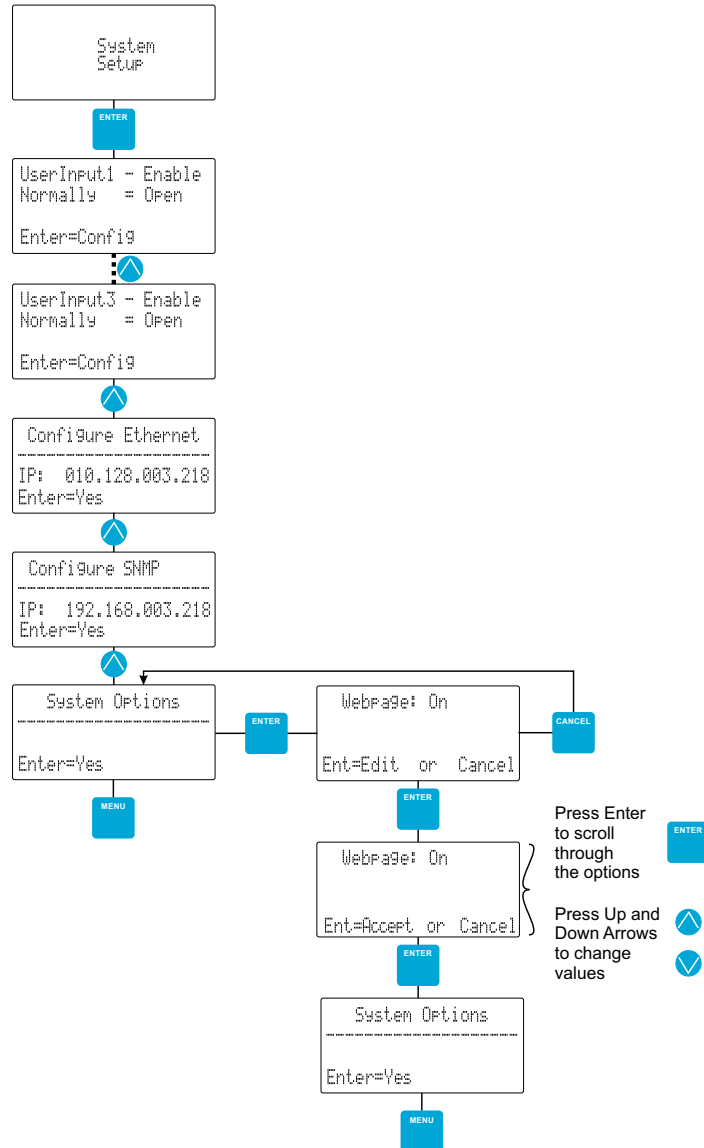 System
Setup
ENTER
UserInput1 - Enable
Normally = Open
Enter=Config
UserInput3 - Enable
Normally = Open
Enter=Config
Configure Ethernet
IP: 010.128.003.218
Enter=Yes
Configure SNMP
IP: 192.168.003.218
Enter=Yes
System Options
Enter=Yes
MENU
ENTER
Webpage: On
Ent=Edit or Cancel
CANCEL
ENTER
Webpage: On
Ent=Accept or Cancel
Press Enter
to scroll
through
the options
ENTER
Press Up and
Down Arrows
to change
values
ENTER
System Options
Enter=Yes
MENU